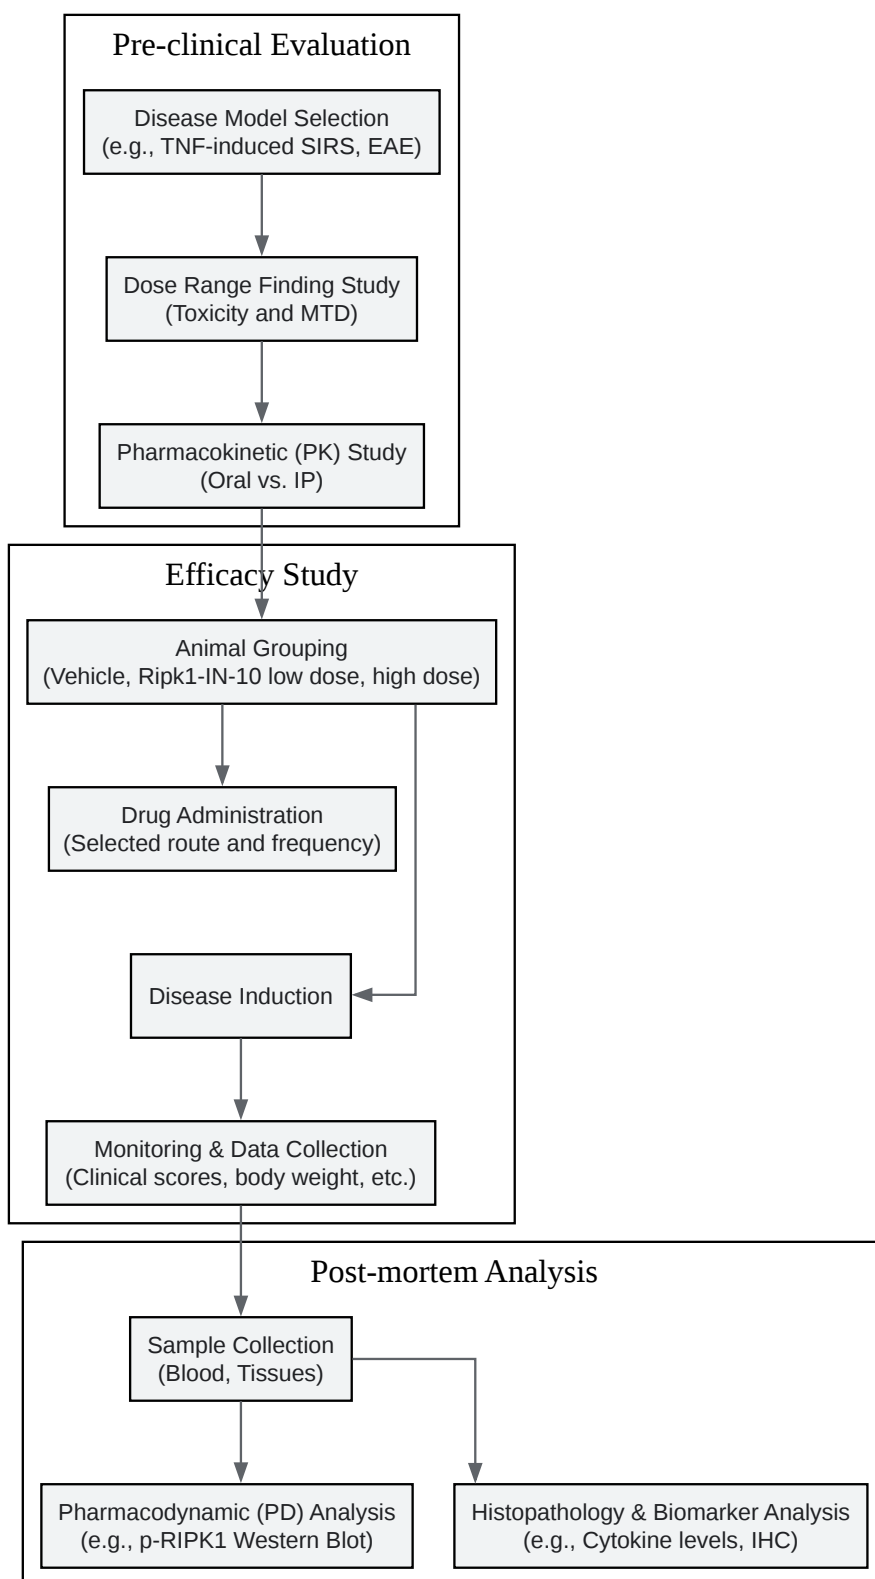 Pre-clinical Evaluation
Disease Model Selection
(e.g., TNF-induced SIRS, EAE)
Dose Range Finding Study
(Toxicity and MTD)
Pharmacokinetic (PK) Study
(Oral vs. IP)
Efficacy Study
Animal Grouping
(Vehicle, Ripk1-IN-10 low dose, high dose)
Drug Administration
(Selected route and frequency)
Disease Induction
Monitoring & Data Collection
(Clinical scores, body weight, etc.)
Post-mortem Analysis
Sample Collection
(Blood, Tissues)
Pharmacodynamic (PD) Analysis
(e.g., p-RIPK1 Western Blot)
Histopathology & Biomarker Analysis
(e.g., Cytokine levels, IHC)